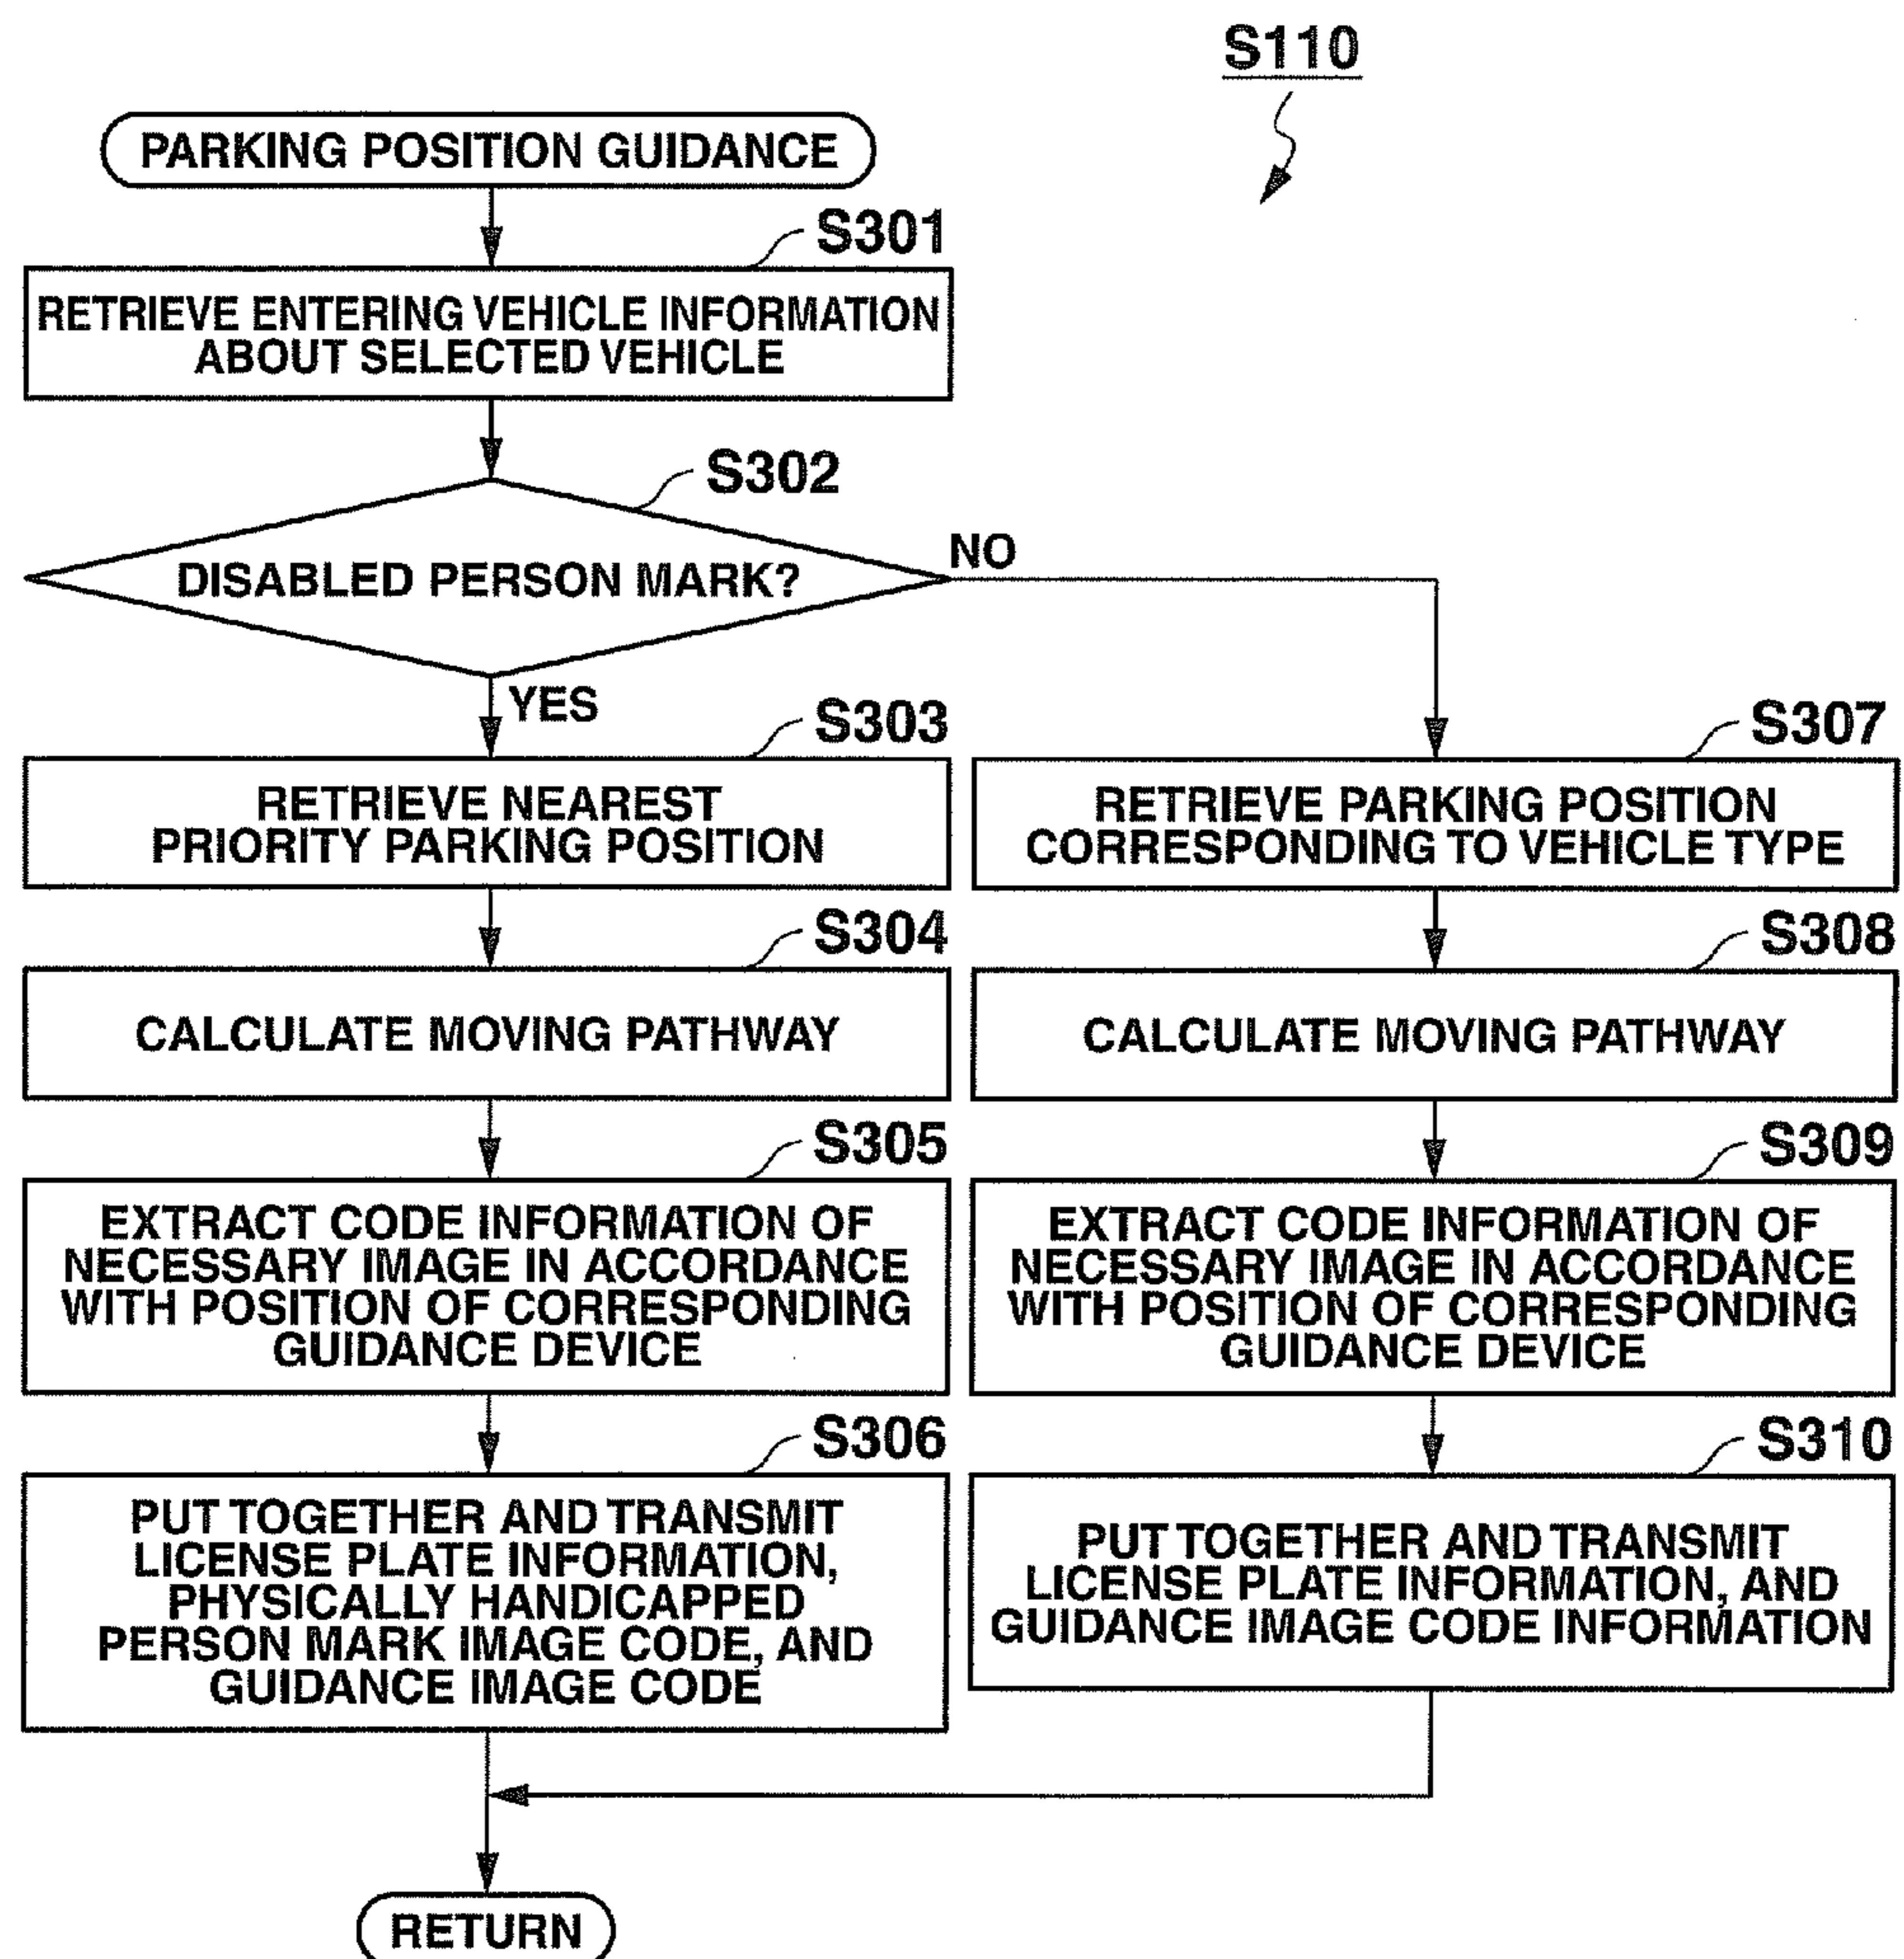 S110
PARKING POSITION GUIDANCE
S301
RETRIEVE ENTERING VEHICLE INFORMATION
ABOUT SELECTED VEHICLE
S302
DISABLED PERSON MARK?
NO
YES
S303
RETRIEVE NEAREST
PRIORITY PARKING POSITION
S304
CALCULATE MOVING PATHWAY
S305
EXTRACT CODE INFORMATION OF
NECESSARY IMAGE IN ACCORDANCE
WITH POSITION OF CORRESPONDING
GUIDANCE DEVICE
S306
PUT TOGETHER AND TRANSMIT
LICENSE PLATE INFORMATION,
PHYSICALLY HANDICAPPED
PERSON MARK IMAGE CODE, AND
GUIDANCE IMAGE CODE
S307
RETRIEVE PARKING POSITION
CORRESPONDING TO VEHICLE TYPE
S308
CALCULATE MOVING PATHWAY
S309
EXTRACT CODE INFORMATION OF
NECESSARY IMAGE IN ACCORDANCE
WITH POSITION OF CORRESPONDING
GUIDANCE DEVICE
S310
PUT TOGETHER AND TRANSMIT
LICENSE PLATE INFORMATION, AND
GUIDANCE IMAGE CODE INFORMATION
RETURN